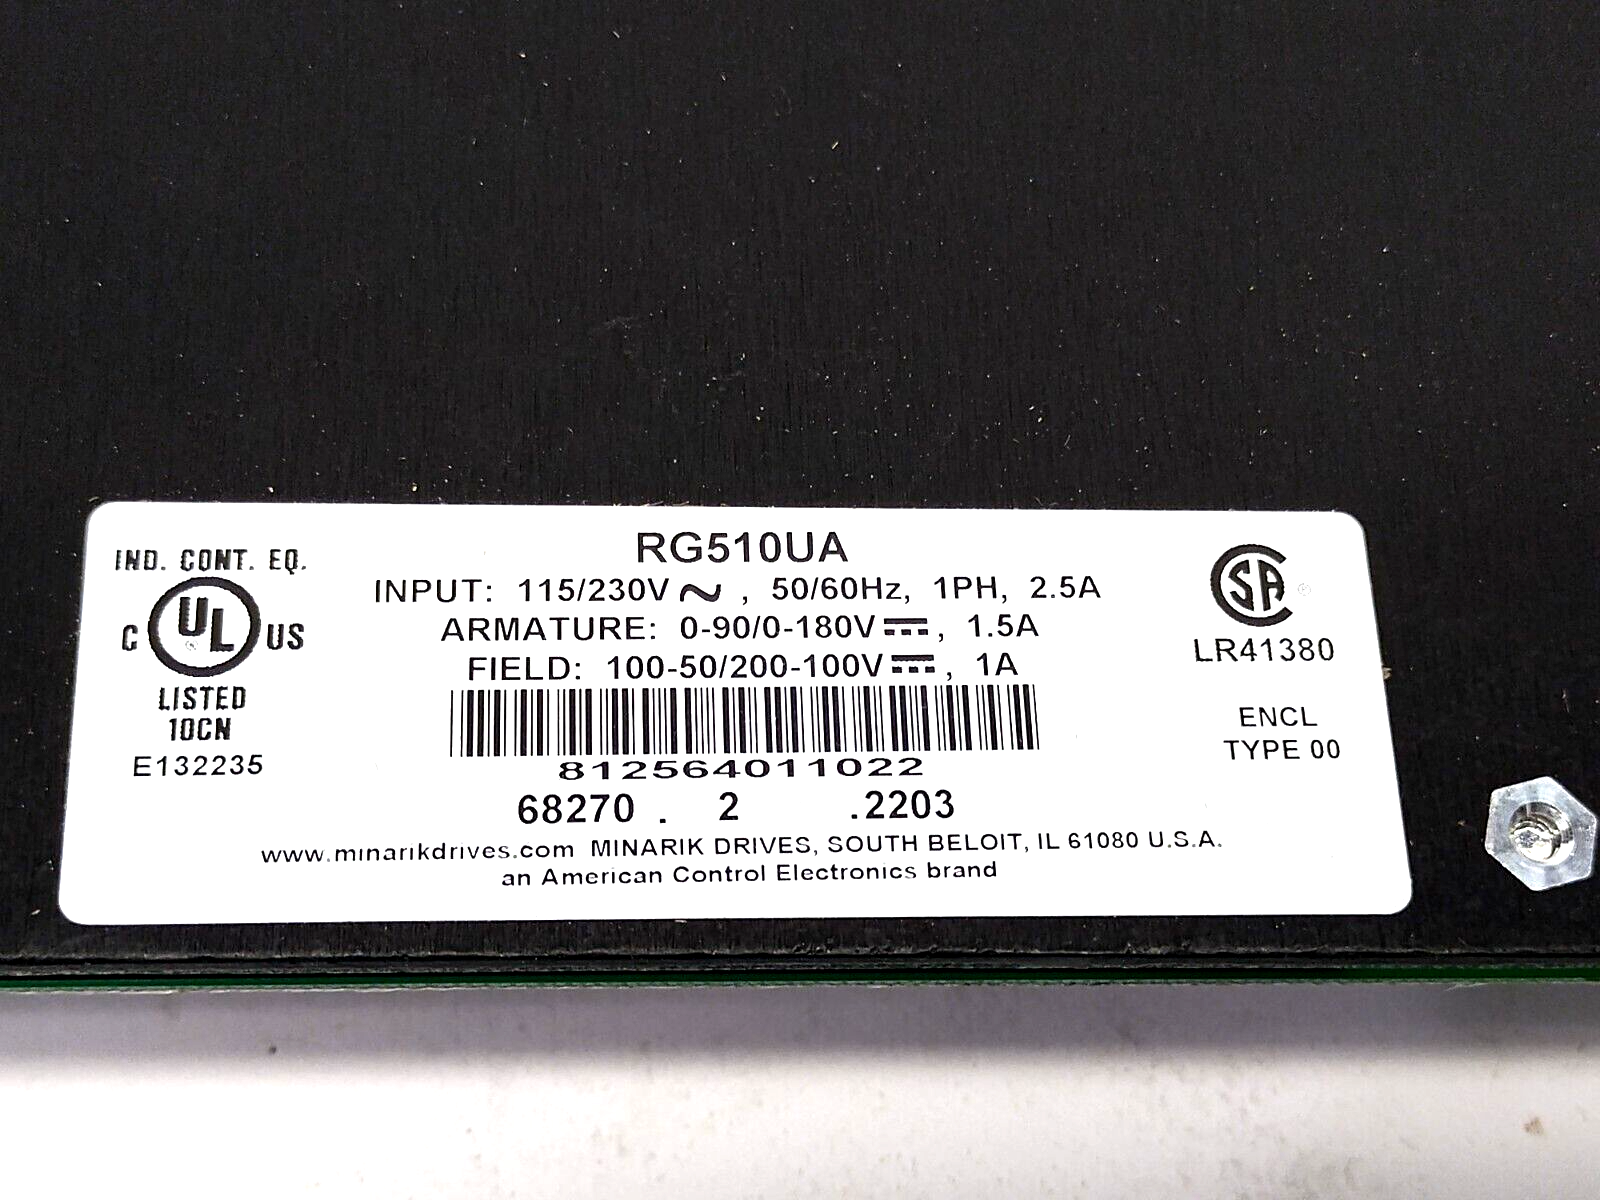 RG510UA
INPUT: 115/230V ~ , 50/60Hz, 1PH, 2.5A
ARMATURE: 0-90/0-180V ⎓, 1.5A
FIELD: 100-50/200-100V ⎓ , 1A
812564011022
68270 . 2 .2203
www.minarikdrives.com MINARIK DRIVES, SOUTH BELOIT, IL 61080 U.S.A.
an American Control Electronics brand
IND. CONT. EQ.
C UL ® US
LISTED
10CN
E132235
SA ®
LR41380
ENCL
TYPE 00